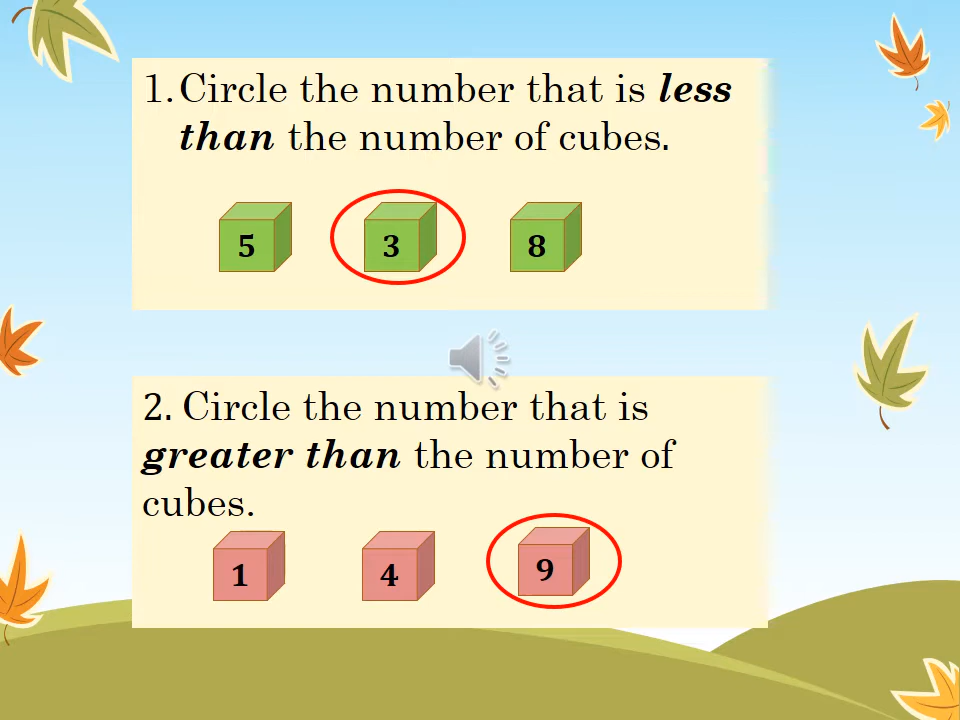 1. Circle the number that is less
than the number of cubes.
5 3 8
2. Circle the number that is
greater than the number of
cubes.
1 4 9